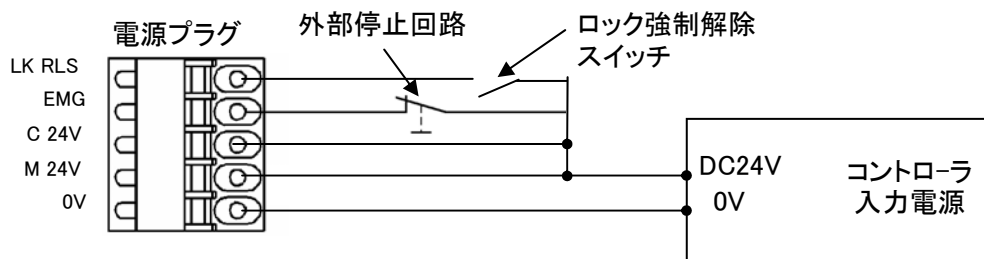 電源プラグ
外部停止回路
ロック強制解除
スイッチ
LK RLS
EMG
C 24V
M 24V
0V
DC24V
0V
コントローラ
入力電源